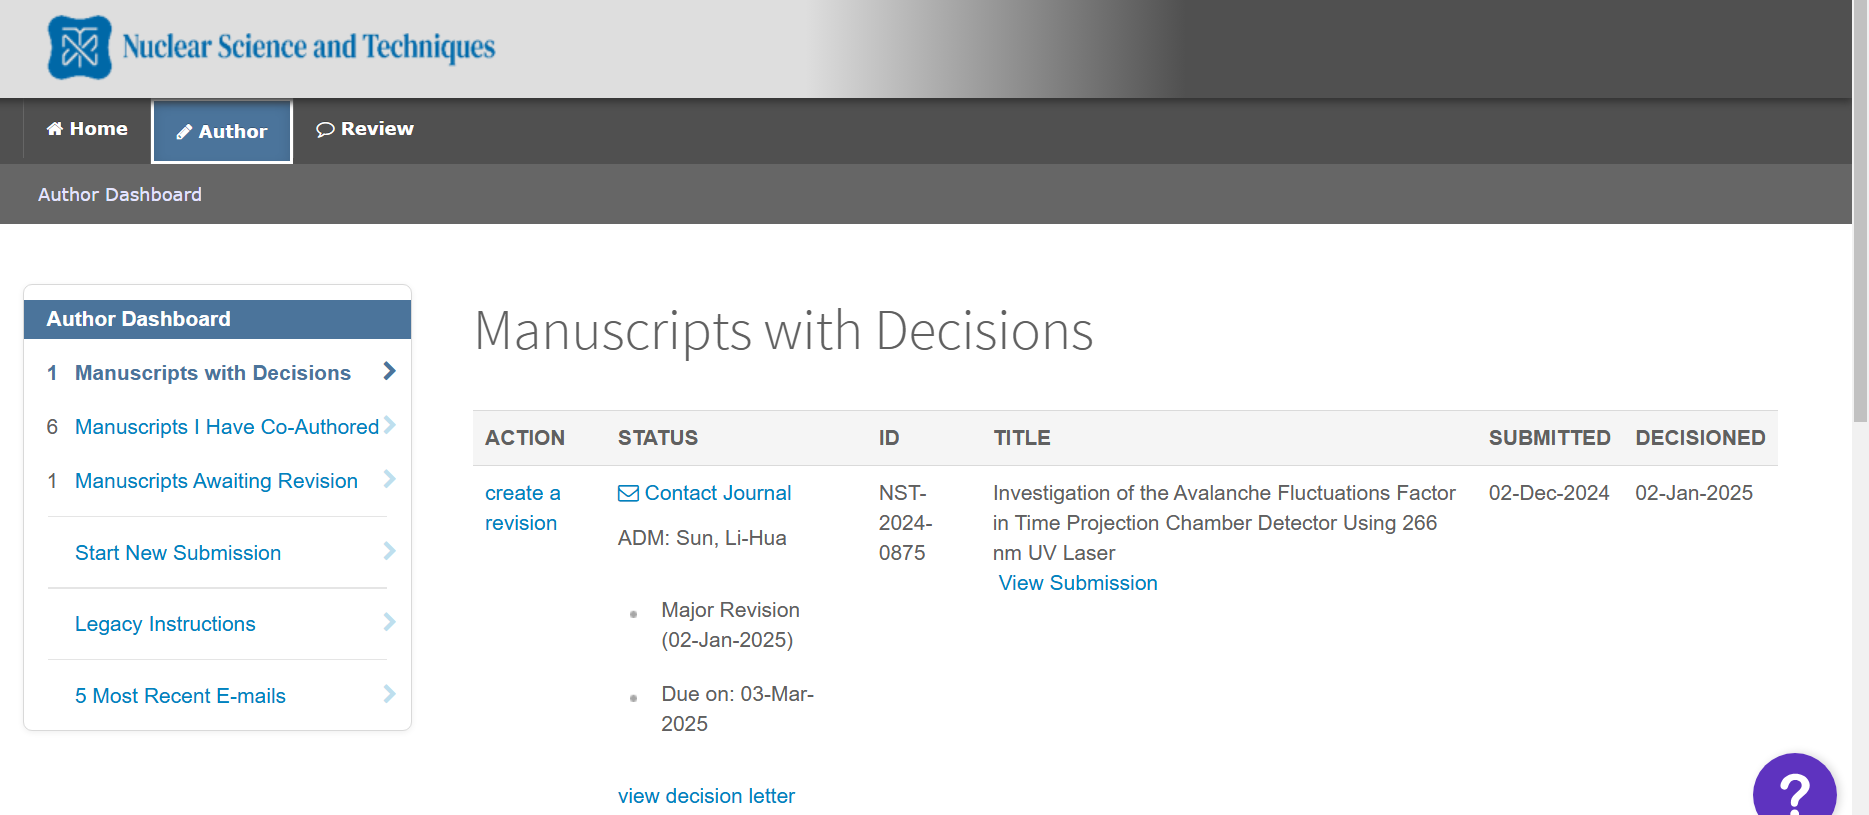 Nuclear Science and Techniques
Home
Author
Review
Author Dashboard
Author Dashboard
1 Manuscripts with Decisions
6 Manuscripts I Have Co-Authored
1 Manuscripts Awaiting Revision
Start New Submission
Legacy Instructions
5 Most Recent E-mails
Manuscripts with Decisions
ACTION STATUS ID TITLE SUBMITTED DECISIONED
create a
revision
Contact Journal
ADM: Sun, Li-Hua
Major Revision
(02-Jan-2025)
Due on: 03-Mar-
2025
view decision letter
NST-
2024-
0875
Investigation of the Avalanche Fluctuations Factor
in Time Projection Chamber Detector Using 266
nm UV Laser
View Submission
02-Dec-2024
02-Jan-2025
?